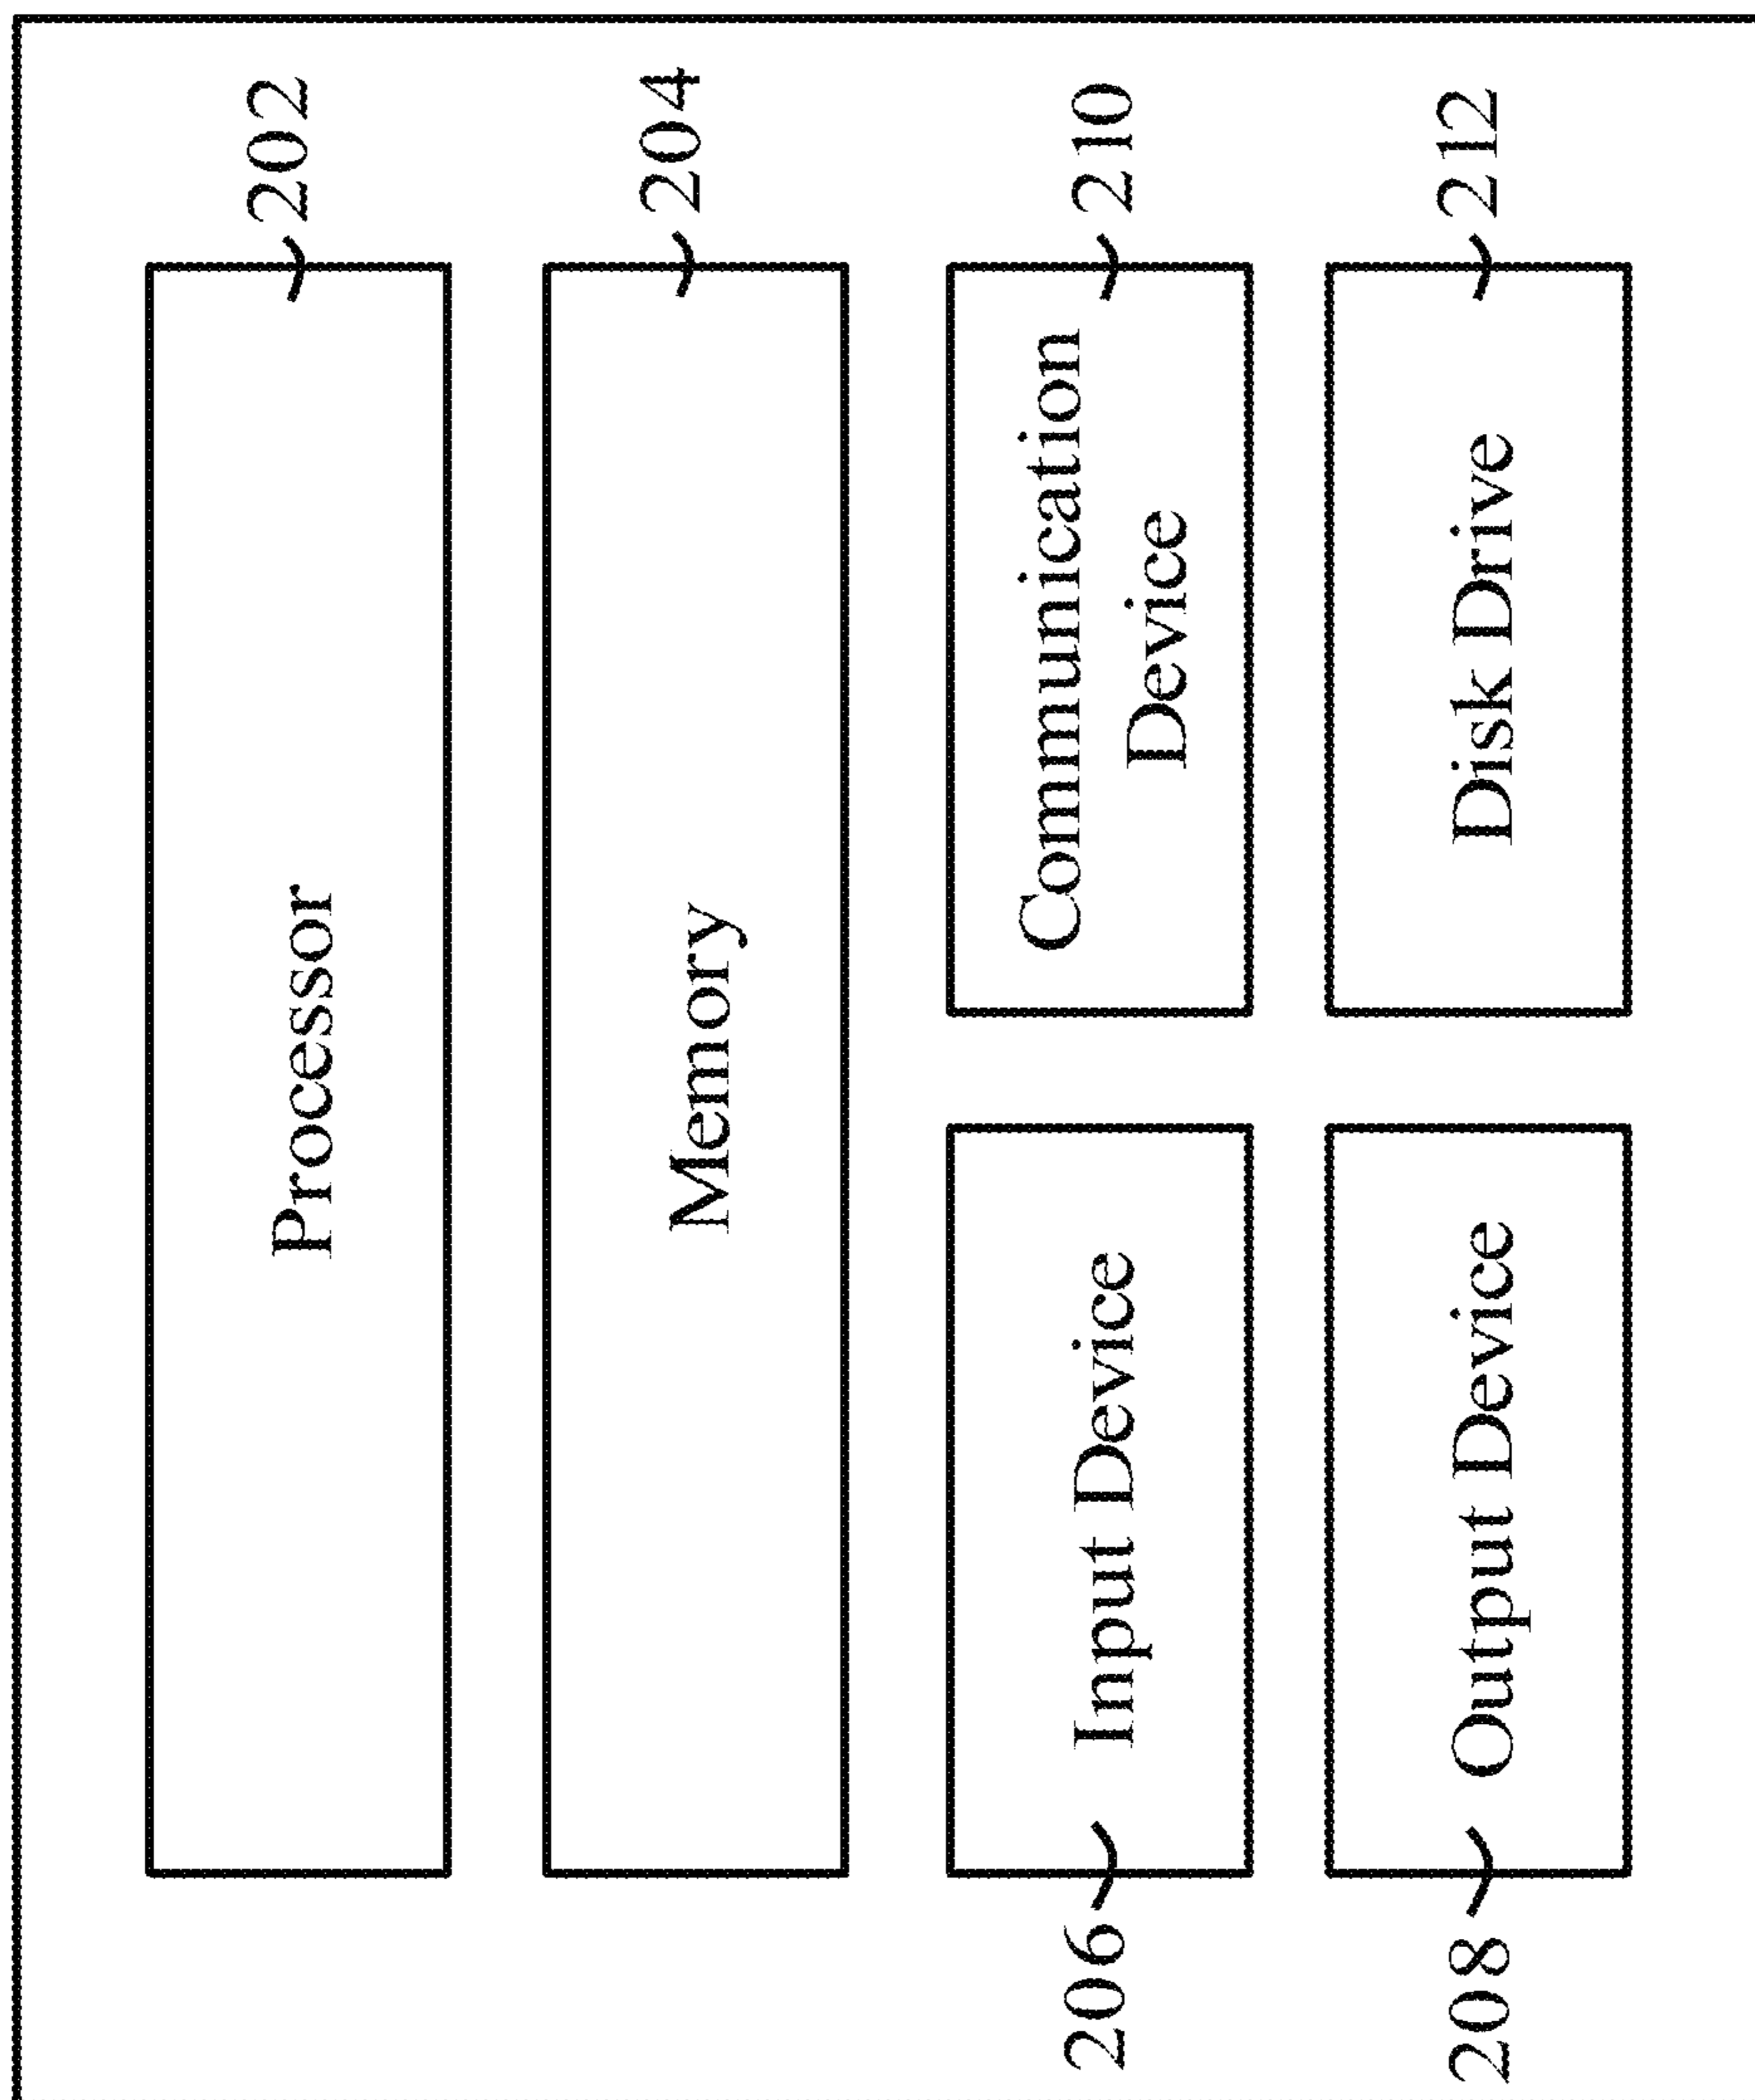 Processor
202
Memory
204
206
Input Device
Communication
Device
210
208
Output Device
Disk Drive
212